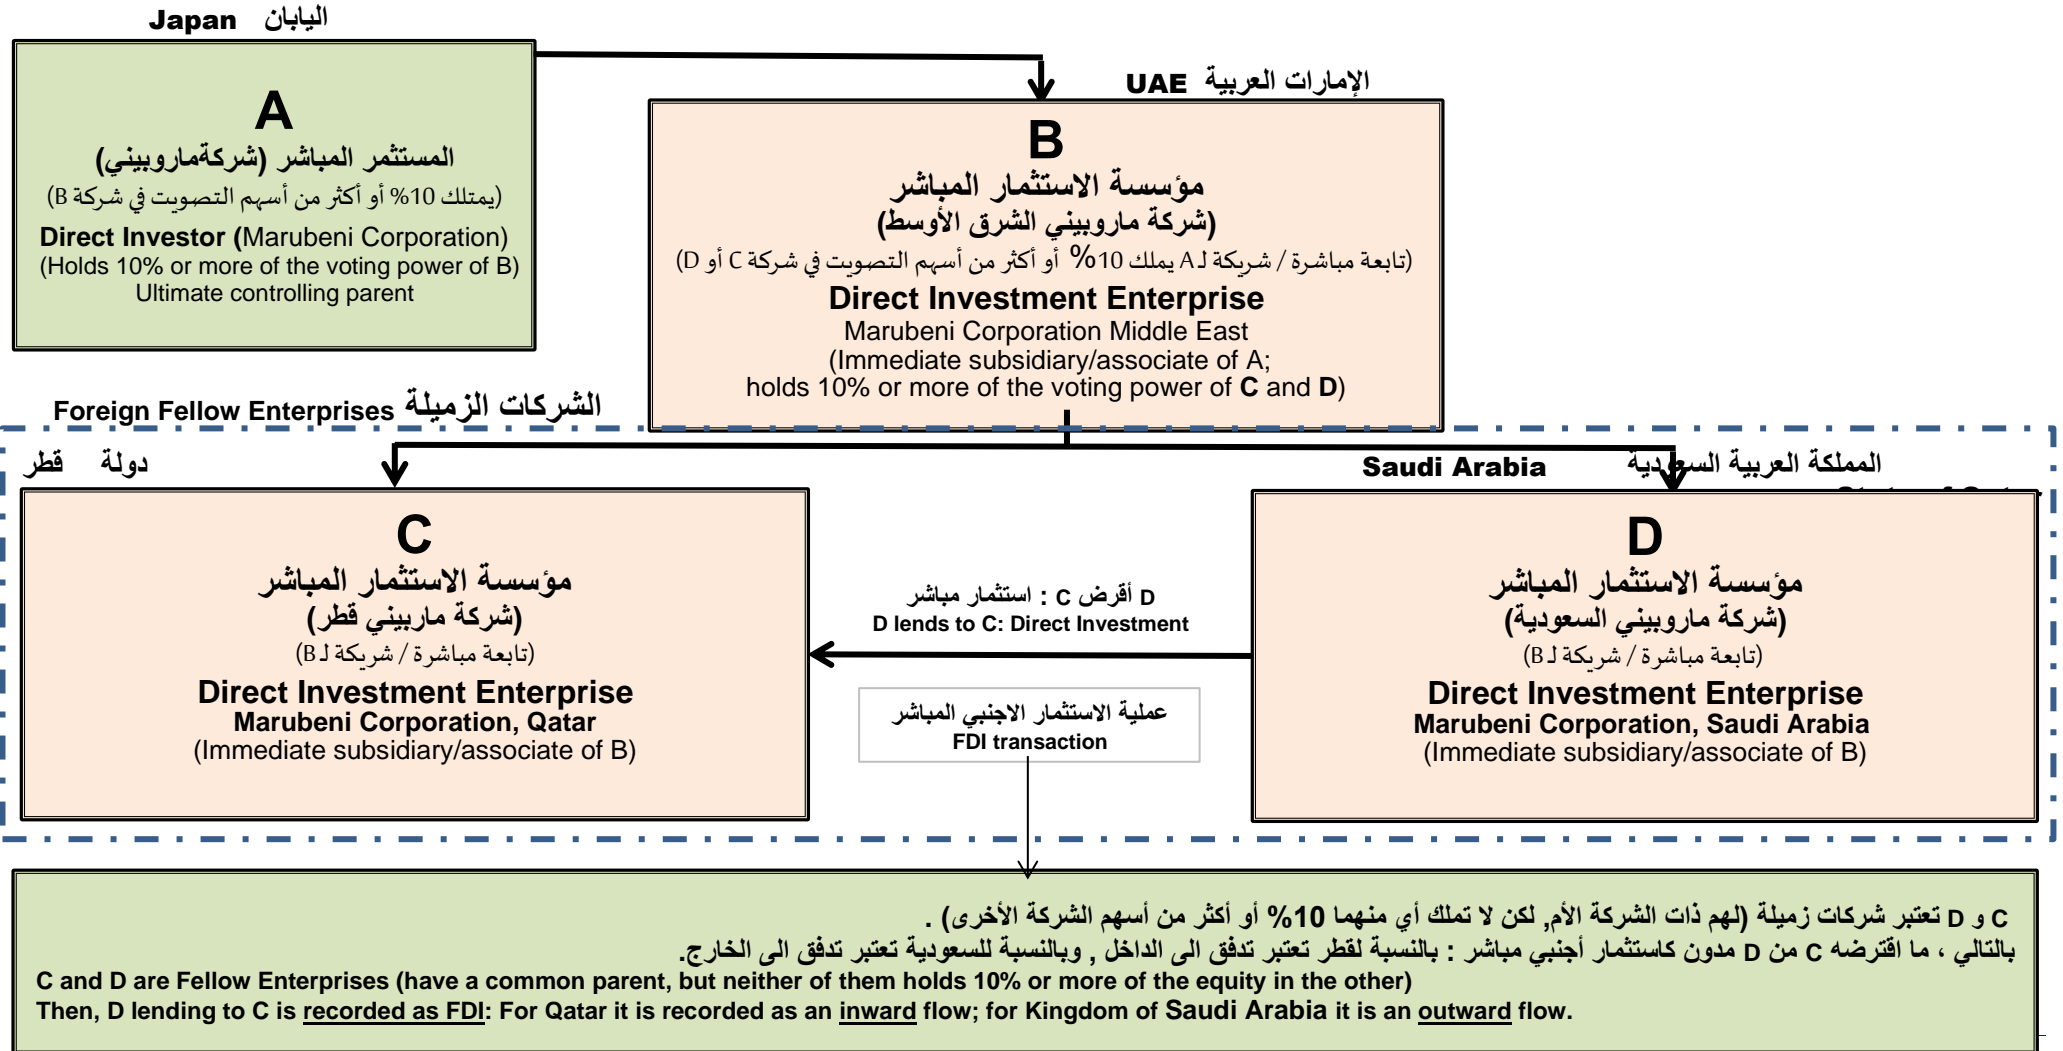 اليابان Japan
A
المستثمر المباشر (شركةماروبيني)
(يمتلك 10% أو أكثر من أسهم التصويت في شركة B)
Direct Investor (Marubeni Corporation)
(Holds 10% or more of the voting power of B)
Ultimate controlling parent
الإمارات العربية UAE
B
مؤسسة الاستثمار المباشر
(شركة ماروبيني الشرق الأوسط)
(تابعة مباشرة / شريكة لـ A يملك 10% أو أكثر من أسهم التصويت في شركة C أو D)
Direct Investment Enterprise
Marubeni Corporation Middle East
(Immediate subsidiary/associate of A;
holds 10% or more of the voting power of C and D)
الشركات الزميلة Foreign Fellow Enterprises
دولة قطر
المملكة العربية السعودية Saudi Arabia
C
مؤسسة الاستثمار المباشر
(شركة ماربيني قطر)
(تابعة مباشرة / شريكة لـ B)
Direct Investment Enterprise
Marubeni Corporation, Qatar
(Immediate subsidiary/associate of B)
D أقرض C : استثمار مباشر
D lends to C: Direct Investment
عملية الاستثمار الاجنبي المباشر
FDI transaction
D
مؤسسة الاستثمار المباشر
(شركة ماروبيني السعودية)
(تابعة مباشرة / شريكة لـ B)
Direct Investment Enterprise
Marubeni Corporation, Saudi Arabia
(Immediate subsidiary/associate of B)
C و D تعتبر شركات زميلة (لهم ذات الشركة الأم, لكن لا تملك أي منهما 10% أو أكثر من أسهم الشركة الأخرى) .
بالتالي ، ما اقترضه C من D مدون كاستثمار أجنبي مباشر : بالنسبة لقطر تعتبر تدفق الى الداخل , وبالنسبة للسعودية تعتبر تدفق الى الخارج.
C and D are Fellow Enterprises (have a common parent, but neither of them holds 10% or more of the equity in the other)
Then, D lending to C is recorded as FDI: For Qatar it is recorded as an inward flow; for Kingdom of Saudi Arabia it is an outward flow.